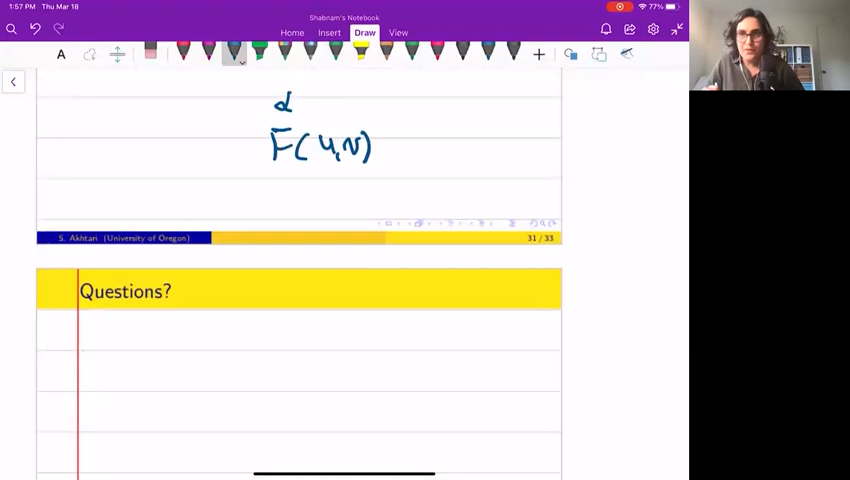 1:57 PM Thu Mar 18
77%
Shabnam's Notebook
Home Insert Draw View
A
d
F(u,v)
S. Akhtari (University of Oregon)
31 / 33
Questions?